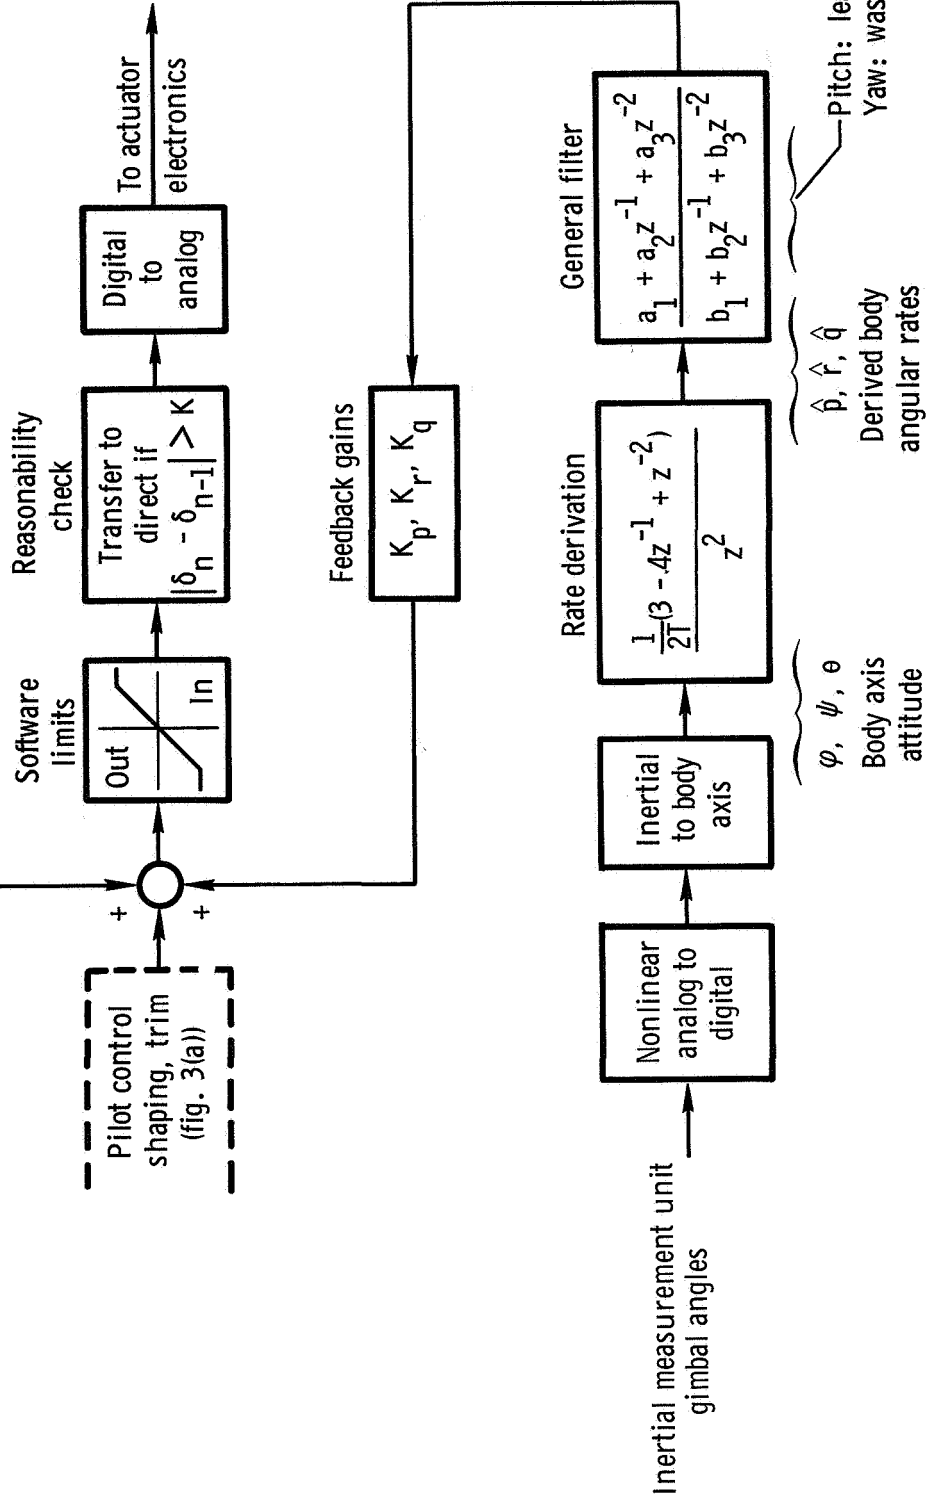 Pilot control
shaping, trim
(fig. 3(a))
+
+
Software
limits
Out
In
Reasonability
check
Transfer to
direct if
|δn - δn-1| > K
Digital
to
analog
To actuator
electronics
Feedback gains
Kp, Kr, Kq
Inertial measurement unit
gimbal angles
Nonlinear
analog to
digital
Inertial
to body
axis
φ, ψ, θ
Body axis
attitude
Rate derivation
1/2T (3 - .4z^-1 + z^-2)
z^2
p̂, r̂, q̂
Derived body
angular rates
General filter
a1 + a2z^-1 + a3z^-2
b1 + b2z^-1 + b3z^-2
Pitch:
Yaw: